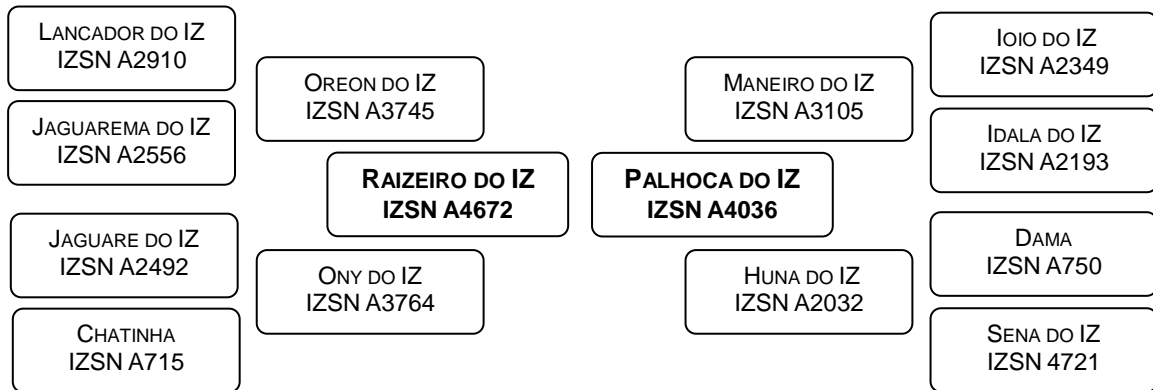 LANCADOR DO IZ
IZSN A2910
JAGUAREMA DO IZ
IZSN A2556
JAGUARE DO IZ
IZSN A2492
CHATINHA
IZSN A715
OREON DO IZ
IZSN A3745
ONY DO IZ
IZSN A3764
RAIZEIRO DO IZ
IZSN A4672
PALHOCA DO IZ
IZSN A4036
MANEIRO DO IZ
IZSN A3105
HUNA DO IZ
IZSN A2032
IOIO DO IZ
IZSN A2349
IDALA DO IZ
IZSN A2193
DAMA
IZSN A750
SENA DO IZ
IZSN 4721